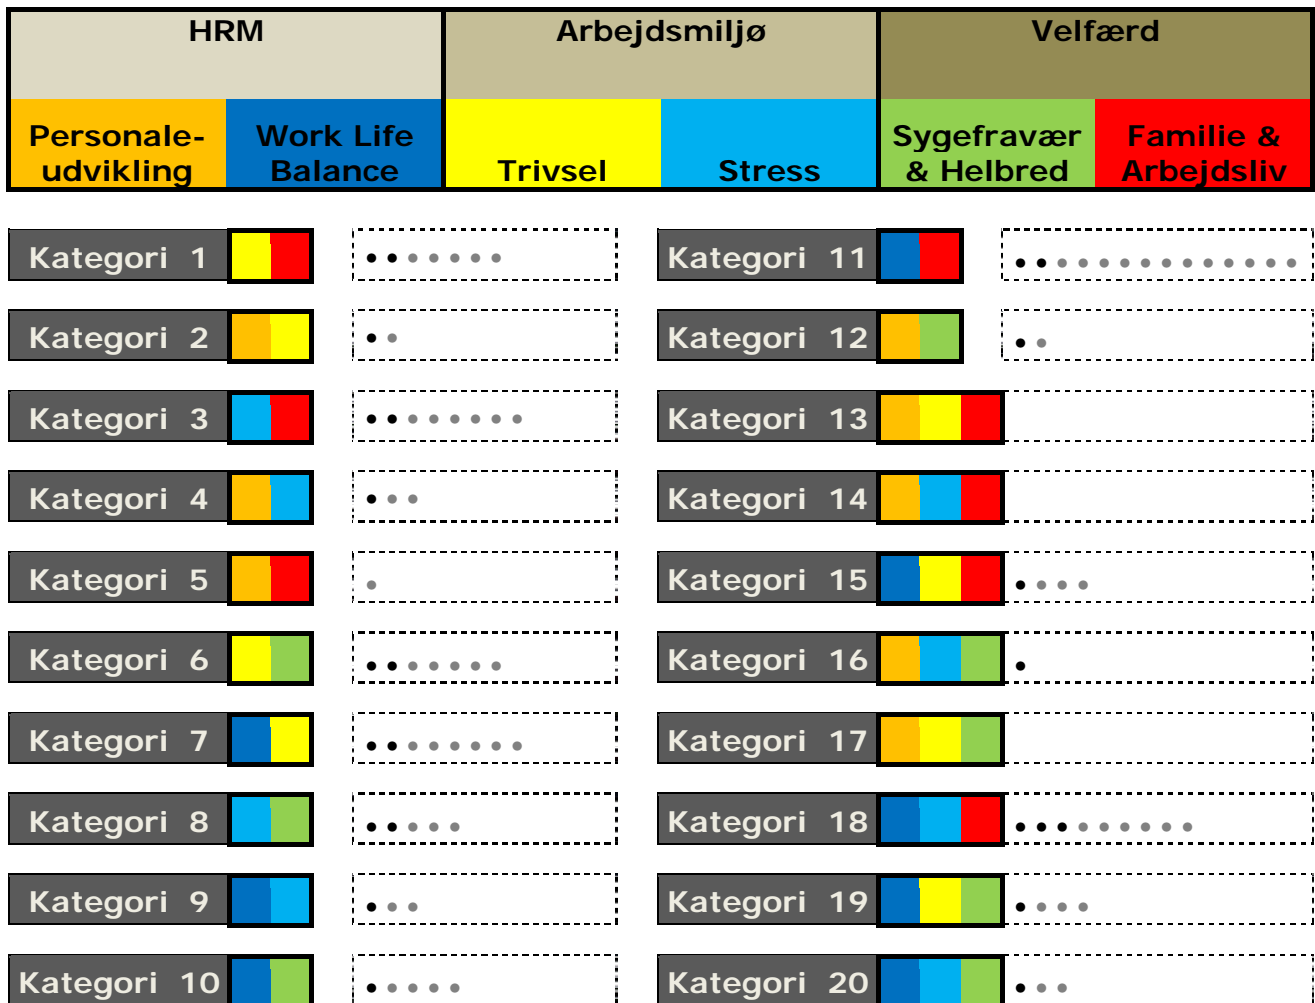 HRM
Arbejdsmiljø
Velfærd
Personale-
udvikling
Work Life
Balance
Trivsel
Stress
Sygefravær
& Helbred
Familie &
Arbejdsliv
Kategori 1
Kategori 2
Kategori 3
Kategori 4
Kategori 5
Kategori 6
Kategori 7
Kategori 8
Kategori 9
Kategori 10
Kategori 11
Kategori 12
Kategori 13
Kategori 14
Kategori 15
Kategori 16
Kategori 17
Kategori 18
Kategori 19
Kategori 20